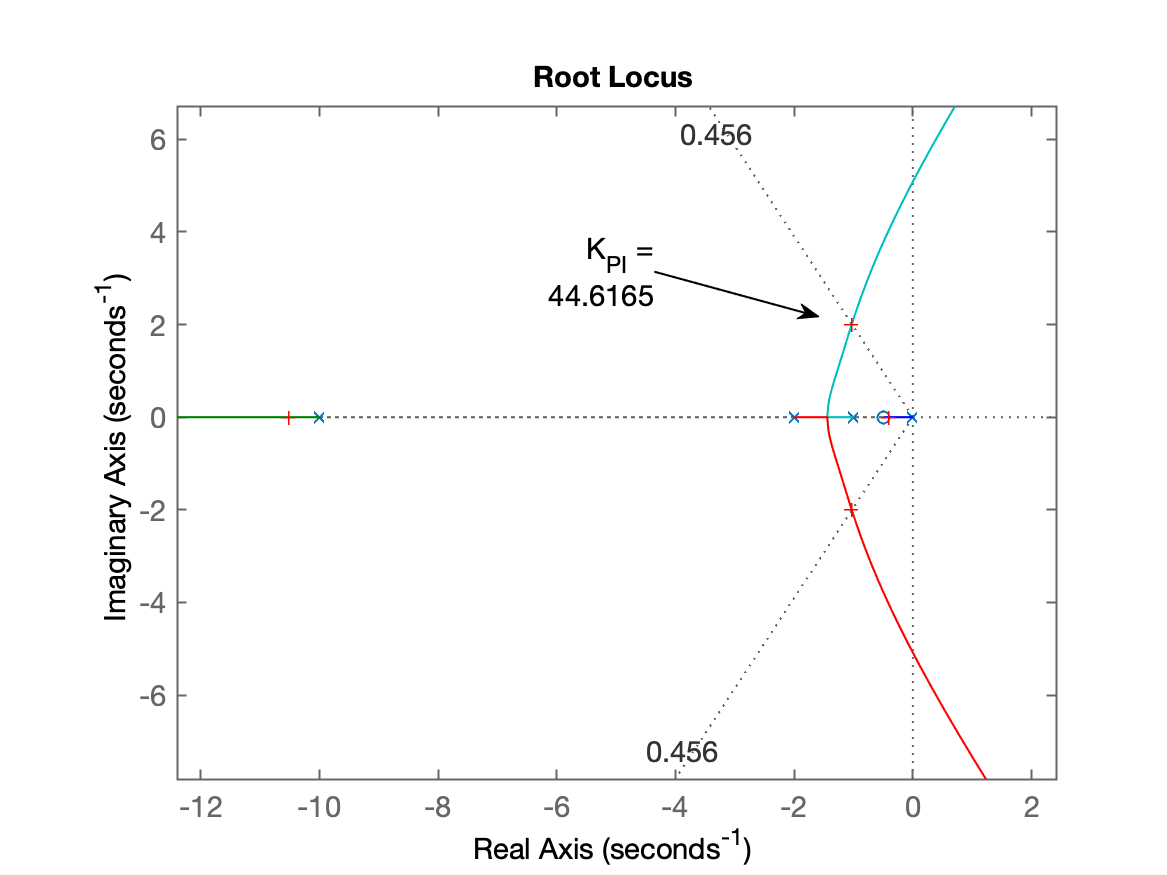 Root Locus
0.456
K_PI =
44.6165
0.456
6
4
2
0
-2
-4
-6
Imaginary Axis (seconds^-1)
-12 -10 -8 -6 -4 -2 0 2
Real Axis (seconds^-1)